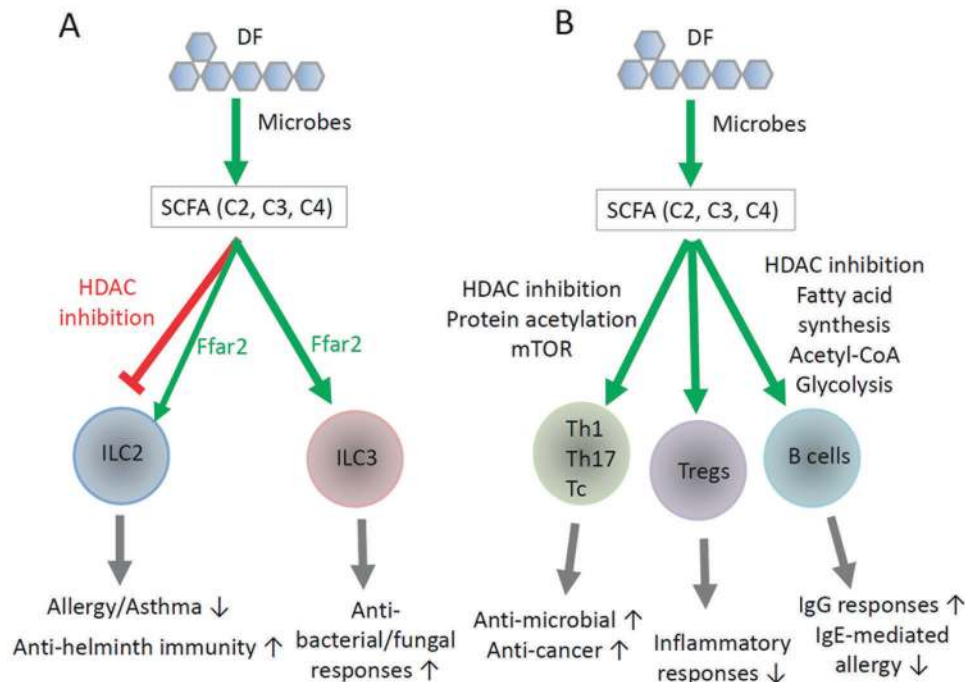 A
DF
Microbes
SCFA (C2, C3, C4)
HDAC
inhibition
Ffar2
Ffar2
ILC2
ILC3
Allergy/Asthma ↓
Anti-helminth immunity ↑
Anti-
bacterial/fungal
responses ↑
B
DF
Microbes
SCFA (C2, C3, C4)
HDAC inhibition
Protein acetylation
mTOR
HDAC inhibition
Fatty acid
synthesis
Acetyl-CoA
Glycolysis
Th1
Th17
Tc
Tregs
B cells
Anti-microbial ↑
Anti-cancer ↑
Inflammatory
responses ↓
IgG responses ↑
IgE-mediated
allergy ↓